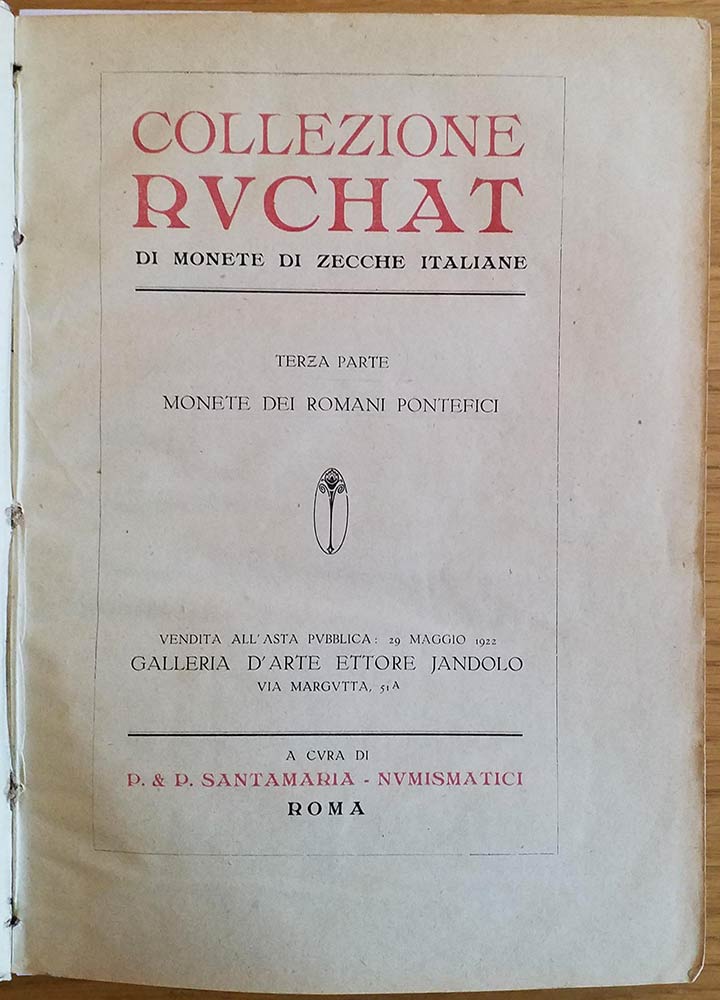 COLLEZIONE
RVCHAT
DI MONETE DI ZECCHE ITALIANE
TERZA PARTE
MONETE DEI ROMANI PONTEFICI
VENDITA ALL'ASTA PVBBLICA: 29 MAGGIO 1922
GALLERIA D'ARTE ETTORE JANDOLO
VIA MARGVTTA, 51A
A CVRA DI
P. & P. SANTAMARIA - NVMISMATICI
ROMA